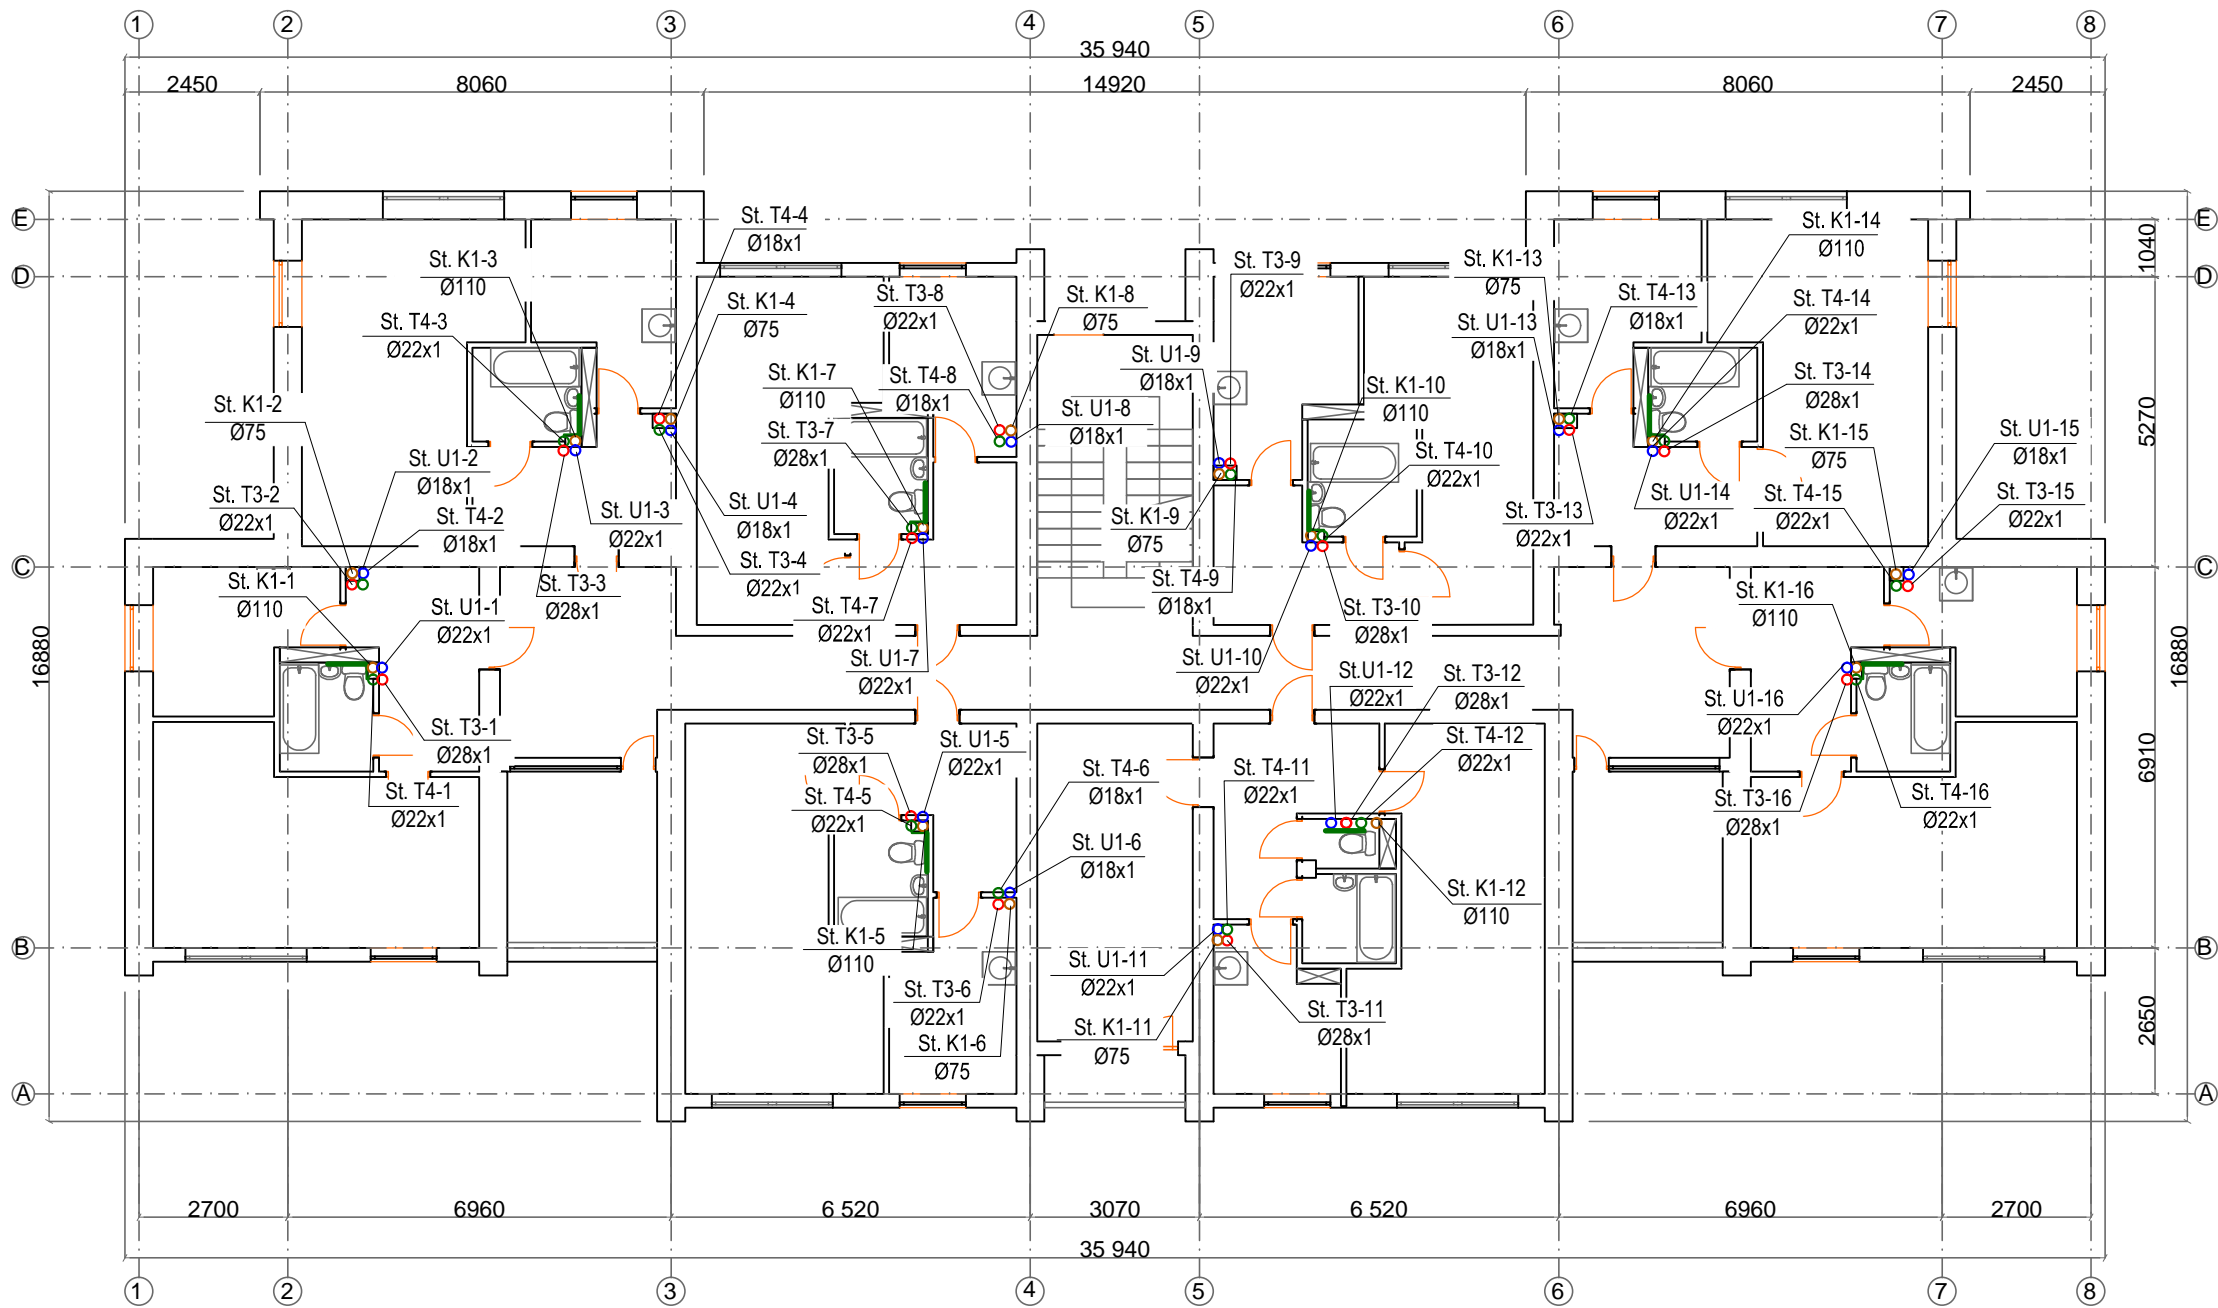 1 2 3 4 5 6 7 8
35 940
2450 8060 14920 8060 2450
E E
D D
C C
B B
A A
16880
16880
1040
5270
6910
2650
St. T4-4
Ø18x1
St. K1-14
Ø110
St. K1-3
Ø110
St. T3-9
Ø22x1
St. K1-13
Ø75
St. K1-4
Ø75
St. T3-8
Ø22x1
St. K1-8
Ø75
St. T4-13
Ø18x1
St. T4-14
Ø22x1
St. T4-3
Ø22x1
St. U1-13
Ø18x1
St. U1-9
Ø18x1
St. K1-7
Ø110
St. T4-8
Ø18x1
St. K1-10
Ø110
St. T3-14
Ø28x1
St. K1-2
Ø75
St. U1-8
Ø18x1
St. T3-7
Ø28x1
St. K1-15
Ø75
St. U1-15
Ø18x1
St. U1-2
Ø18x1
St. T4-10
Ø22x1
St. T3-2
Ø22x1
St. T4-2
Ø18x1
St. U1-3
Ø22x1
St. U1-4
Ø18x1
St. K1-9
Ø75
St. T3-13
Ø22x1
St. U1-14
Ø22x1
St. T4-15
Ø22x1
St. T3-15
Ø22x1
St. K1-1
Ø110
St. T3-3
Ø28x1
St. T3-4
Ø22x1
St. T4-9
Ø18x1
St. K1-16
Ø110
St. U1-1
Ø22x1
St. T4-7
Ø22x1
St. T3-10
Ø28x1
St. U1-7
Ø22x1
St. U1-10
Ø22x1
St.U1-12
Ø22x1
St. T3-12
Ø28x1
St. U1-16
Ø22x1
St. T3-1
Ø28x1
St. T3-5
Ø28x1
St. U1-5
Ø22x1
St. T4-12
Ø22x1
St. T4-6
Ø18x1
St. T4-11
Ø22x1
St. T4-1
Ø22x1
St. T4-5
Ø22x1
St. T3-16
Ø28x1
St. T4-16
Ø22x1
St. U1-6
Ø18x1
St. K1-12
Ø110
St. K1-5
Ø110
St. U1-11
Ø22x1
St. T3-6
Ø22x1
St. T3-11
Ø28x1
St. K1-11
Ø75
St. K1-6
Ø75
2700 6960 6 520 3070 6 520 6960 2700
35 940
1 2 3 4 5 6 7 8